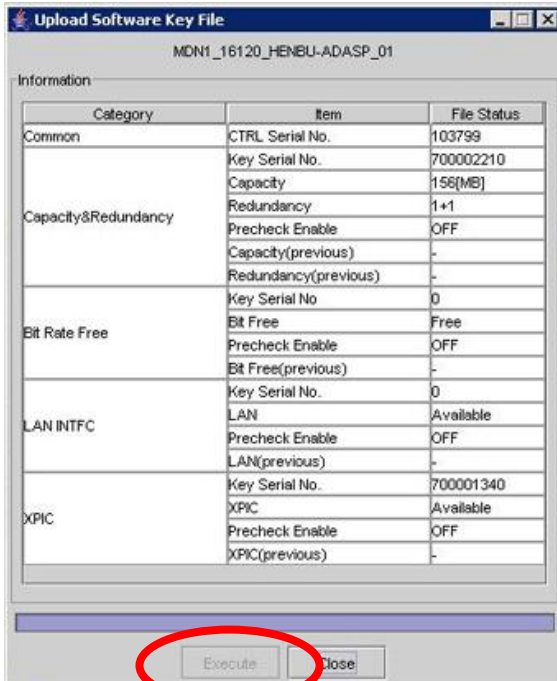 Upload Software Key File
MDN1_16120_HENBU-ADASP_01
Information
Category Item File Status
Common CTRL Serial No. 103799
Capacity&Redundancy Key Serial No. 700002210
Capacity 156[MB]
Redundancy 1+1
Precheck Enable OFF
Capacity(previous) -
Redundancy(previous) -
Bit Rate Free Key Serial No 0
Bit Free Free
Precheck Enable OFF
Bit Free(previous) -
LAN INTFC Key Serial No. 0
LAN Available
Precheck Enable OFF
LAN(previous) -
XPIC Key Serial No. 700001340
XPIC Available
Precheck Enable OFF
XPIC(previous) -
Execute Close